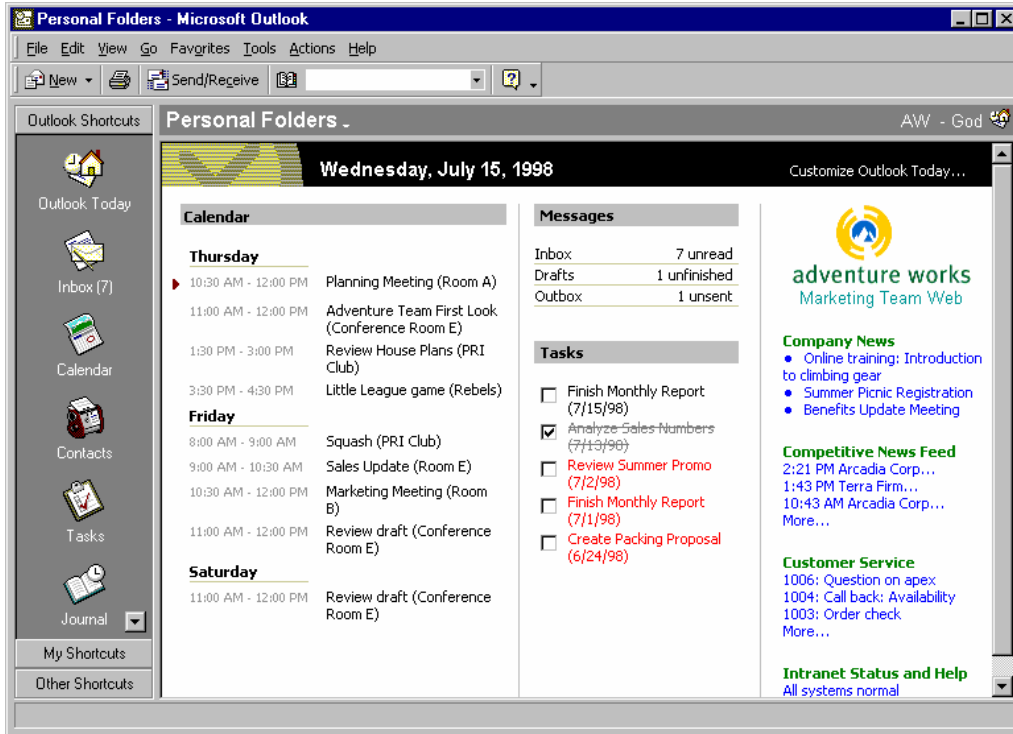 Personal Folders - Microsoft Outlook
File Edit View Go Favorites Tools Actions Help
New Send/Receive
Outlook Shortcuts
Outlook Today
Inbox (7)
Calendar
Contacts
Tasks
Journal
My Shortcuts
Other Shortcuts
Personal Folders
AW - God
Wednesday, July 15, 1998
Customize Outlook Today...
Calendar
Thursday
10:30 AM - 12:00 PM Planning Meeting (Room A)
11:00 AM - 12:00 PM Adventure Team First Look
(Conference Room E)
1:30 PM - 3:00 PM Review House Plans (PRI
Club)
3:30 PM - 4:30 PM Little League game (Rebels)
Friday
8:00 AM - 9:00 AM Squash (PRI Club)
9:00 AM - 10:30 AM Sales Update (Room E)
10:30 AM - 12:00 PM Marketing Meeting (Room
B)
11:00 AM - 12:00 PM Review draft (Conference
Room E)
Saturday
11:00 AM - 12:00 PM Review draft (Conference
Room E)
Messages
Inbox 7 unread
Drafts 1 unfinished
Outbox 1 unsent
Tasks
Finish Monthly Report
(7/15/98)
Analyze Sales Numbers
(7/13/98)
Review Summer Promo
(7/2/98)
Finish Monthly Report
(7/1/98)
Create Packing Proposal
(6/24/98)
adventure works
Marketing Team Web
Company News
• Online training: Introduction
to climbing gear
• Summer Picnic Registration
• Benefits Update Meeting
Competitive News Feed
2:21 PM Arcadia Corp...
1:43 PM Terra Firm...
10:43 AM Arcadia Corp...
More...
Customer Service
1006: Question on apex
1004: Call back: Availability
1003: Order check
More...
Intranet Status and Help
All systems normal